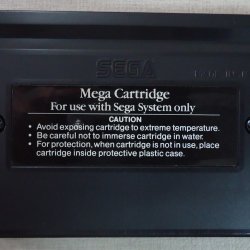 SEGA
Mega Cartridge
For use with Sega System only
CAUTION
• Avoid exposing cartridge to extreme temperature.
• Be careful not to immerse cartridge in water.
• For protection, when cartridge is not in use, place
cartridge inside protective plastic case.